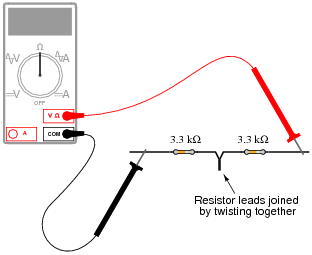 Ω
V
A
V
A
OFF
V Ω
A
COM
3.3 kΩ
3.3 kΩ
Resistor leads joined
by twisting together